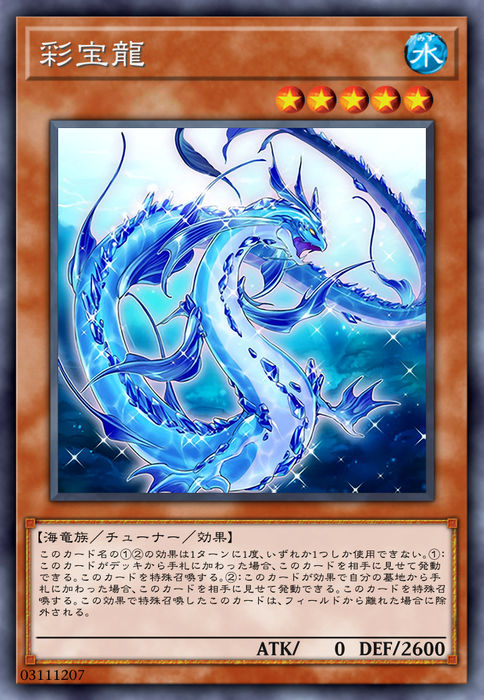 彩宝龍
みず
水
【海竜族／チューナー／効果】
このカード名の①②の効果は1ターンに1度、いずれか1つしか使用できない。①:
このカードがデッキから手札に加わった場合、このカードを相手に見せて発動
できる。このカードを特殊召喚する。②:このカードが効果で自分の墓地から手
札に加わった場合、このカードを相手に見せて発動できる。このカードを特殊召
喚する。この効果で特殊召喚したこのカードは、フィールドから離れた場合に除
外される。
ATK/ 0 DEF/2600
03111207